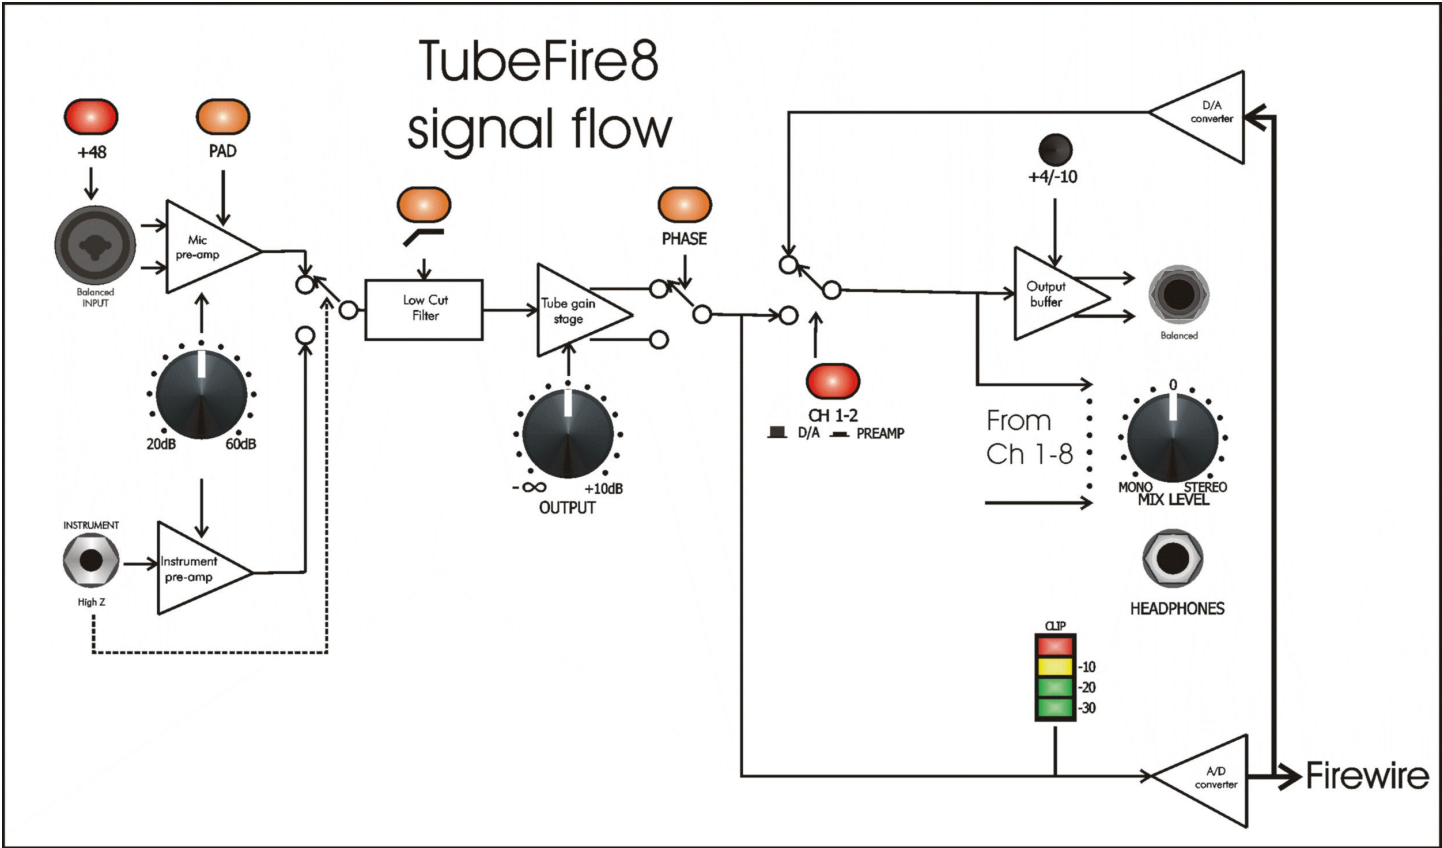 TubeFire8
signal flow
+48
PAD
Mic
pre-amp
Balanced
INPUT
20dB
60dB
INSTRUMENT
High Z
Instrument
pre-amp
Low Cut
Filter
Tube gain
stage
-∞
+10dB
OUTPUT
PHASE
CH 1-2
D/A
PREAMP
D/A
converter
+4/-10
Output
buffer
Balanced
From
Ch 1-8
0
MONO
STEREO
MIX LEVEL
HEADPHONES
CLIP
-10
-20
-30
A/D
converter
Firewire